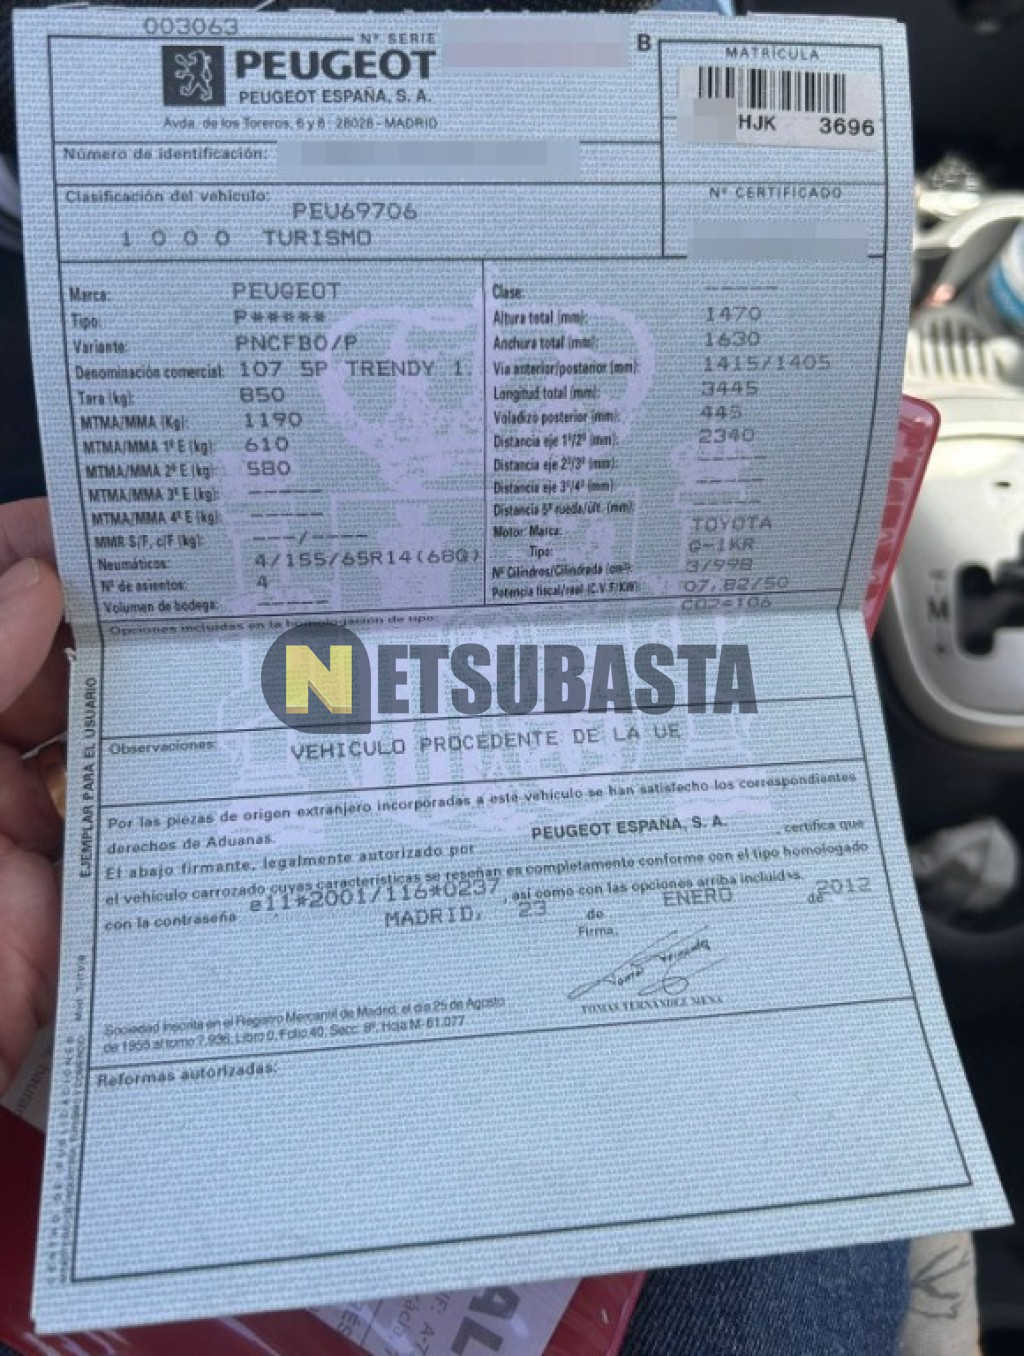 003063
Nº SERIE
B
PEUGEOT
PEUGEOT ESPAÑA, S. A.
Avda. de los Toreros, 6 y 8 - 28028 - MADRID
MATRÍCULA
HJK 3696
Número de identificación:
Clasificación del vehículo:
PEU69706
1 0 0 0 TURISMO
Nº CERTIFICADO
Marca: PEUGEOT
Tipo: P*****
Variante: PNCFB0/P
Denominación comercial: 107 5P TRENDY 1.
Tara (kg): 850
MTMA/MMA (Kg): 1190
MTMA/MMA 1º E (kg): 610
MTMA/MMA 2º E (kg): 580
MTMA/MMA 3º E (kg): -----
MTMA/MMA 4º E (kg): -----
MMR S/F, c/F (kg): ---/----
Neumáticos: 4/155/65R14(68Q)
Nº de asientos: 4
Volumen de bodega: -----
Clase: -----
Altura total (mm): 1470
Anchura total (mm): 1630
Vía anterior/posterior (mm): 1415/1405
Longitud total (mm): 3445
Voladizo posterior (mm): 445
Distancia eje 1º/2º (mm): 2340
Distancia eje 2º/3º (mm): -----
Distancia eje 3º/4º (mm): -----
Distancia 5ª rueda/ult. (mm): -----
Motor: Marca: TOYOTA
Tipo: G-1KR
Nº Cilindros/Cilindrada (cm³): 3/998
Potencia fiscal/real (C.V.F/KW): 07,82/50
CO2=106
Opciones incluidas en la homologación de tipo:
NETSUBASTA
Observaciones: VEHICULO PROCEDENTE DE LA UE
Por las piezas de origen extranjero incorporadas a este vehículo se han satisfecho los correspondientes
derechos de Aduanas.
El abajo firmante, legalmente autorizado por PEUGEOT ESPAÑA, S. A. , certifica que
el vehículo carrozado cuyas características se reseñan es completamente conforme con el tipo homologado
con la contraseña e11*2001/116*0237 , así como con las opciones arriba incluidas.
MADRID, 23 de ENERO de 2012
Firma,
TOMAS FERNANDEZ MENA
Sociedad inscrita en el Registro Mercantil de Madrid, el día 25 de Agosto
de 1955 al tomo 7.936, Libro 0, Folio 40, Secc. 8ª, Hoja M-61.077
Reformas autorizadas:
EJEMPLAR PARA EL USUARIO